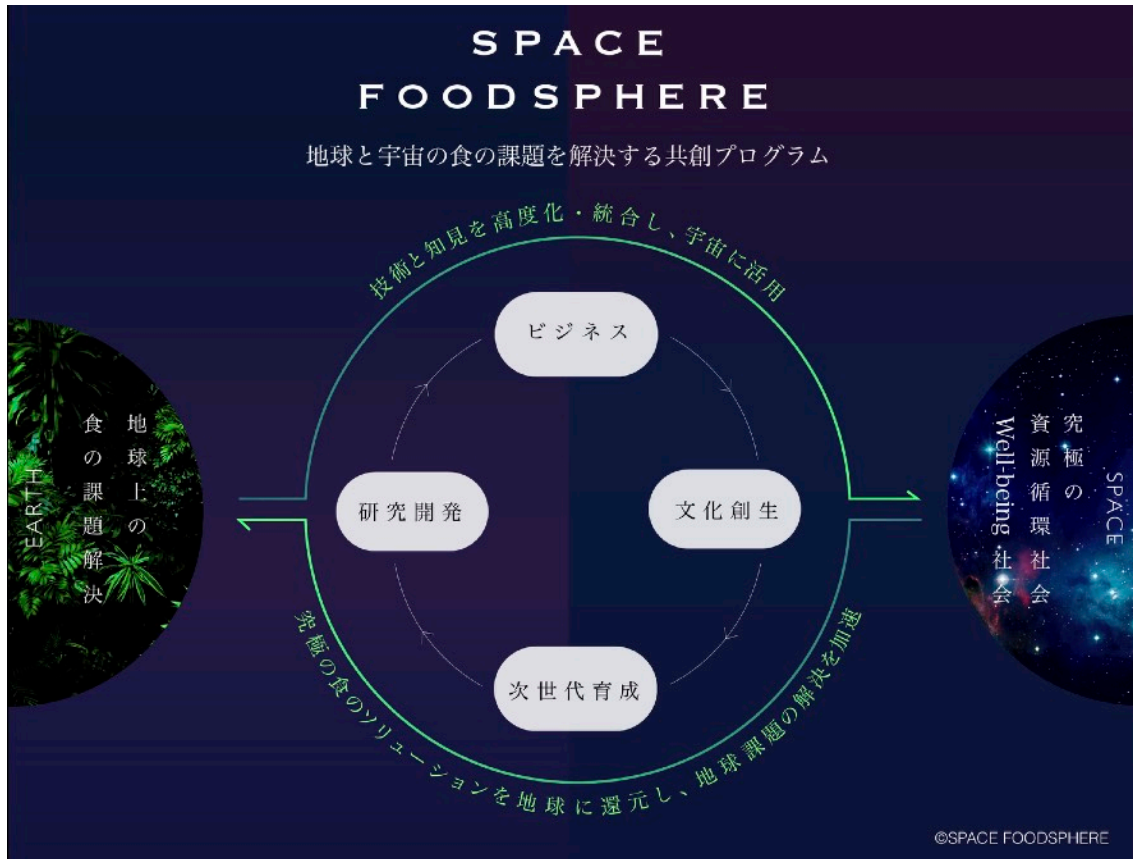 SPACE
FOODSPHERE
地球と宇宙の食の課題を解決する共創プログラム
技術と知見を高度化・統合し、宇宙に活用
ビジネス
研究開発
文化創生
次世代育成
地球上の
食の課題解決
EARTH
SPACE
究極の
資源循環社会
Well-being 社会
究極の食のソリューションを地球に還元し、地球課題の解決を加速
©SPACE FOODSPHERE